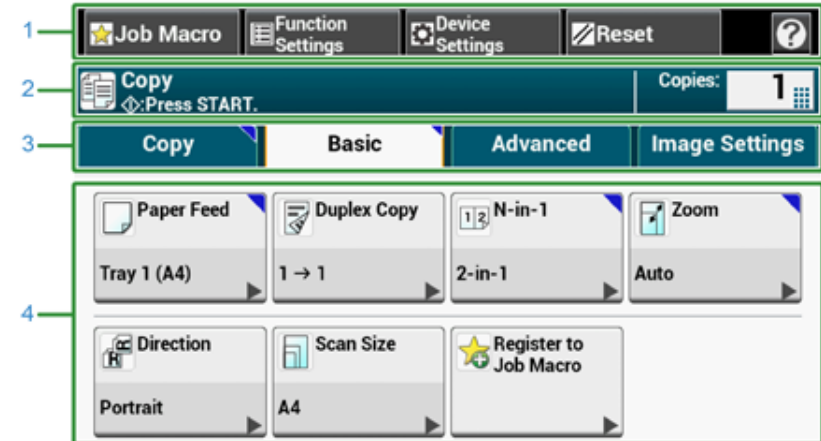 1
Job Macro
Function
Settings
Device
Settings
Reset
?
2
Copy
:Press START.
Copies:
1
3
Copy
Basic
Advanced
Image Settings
4
Paper Feed
Tray 1 (A4)
Duplex Copy
1 → 1
1 2
N-in-1
2-in-1
Zoom
Auto
Direction
Portrait
Scan Size
A4
Register to
Job Macro